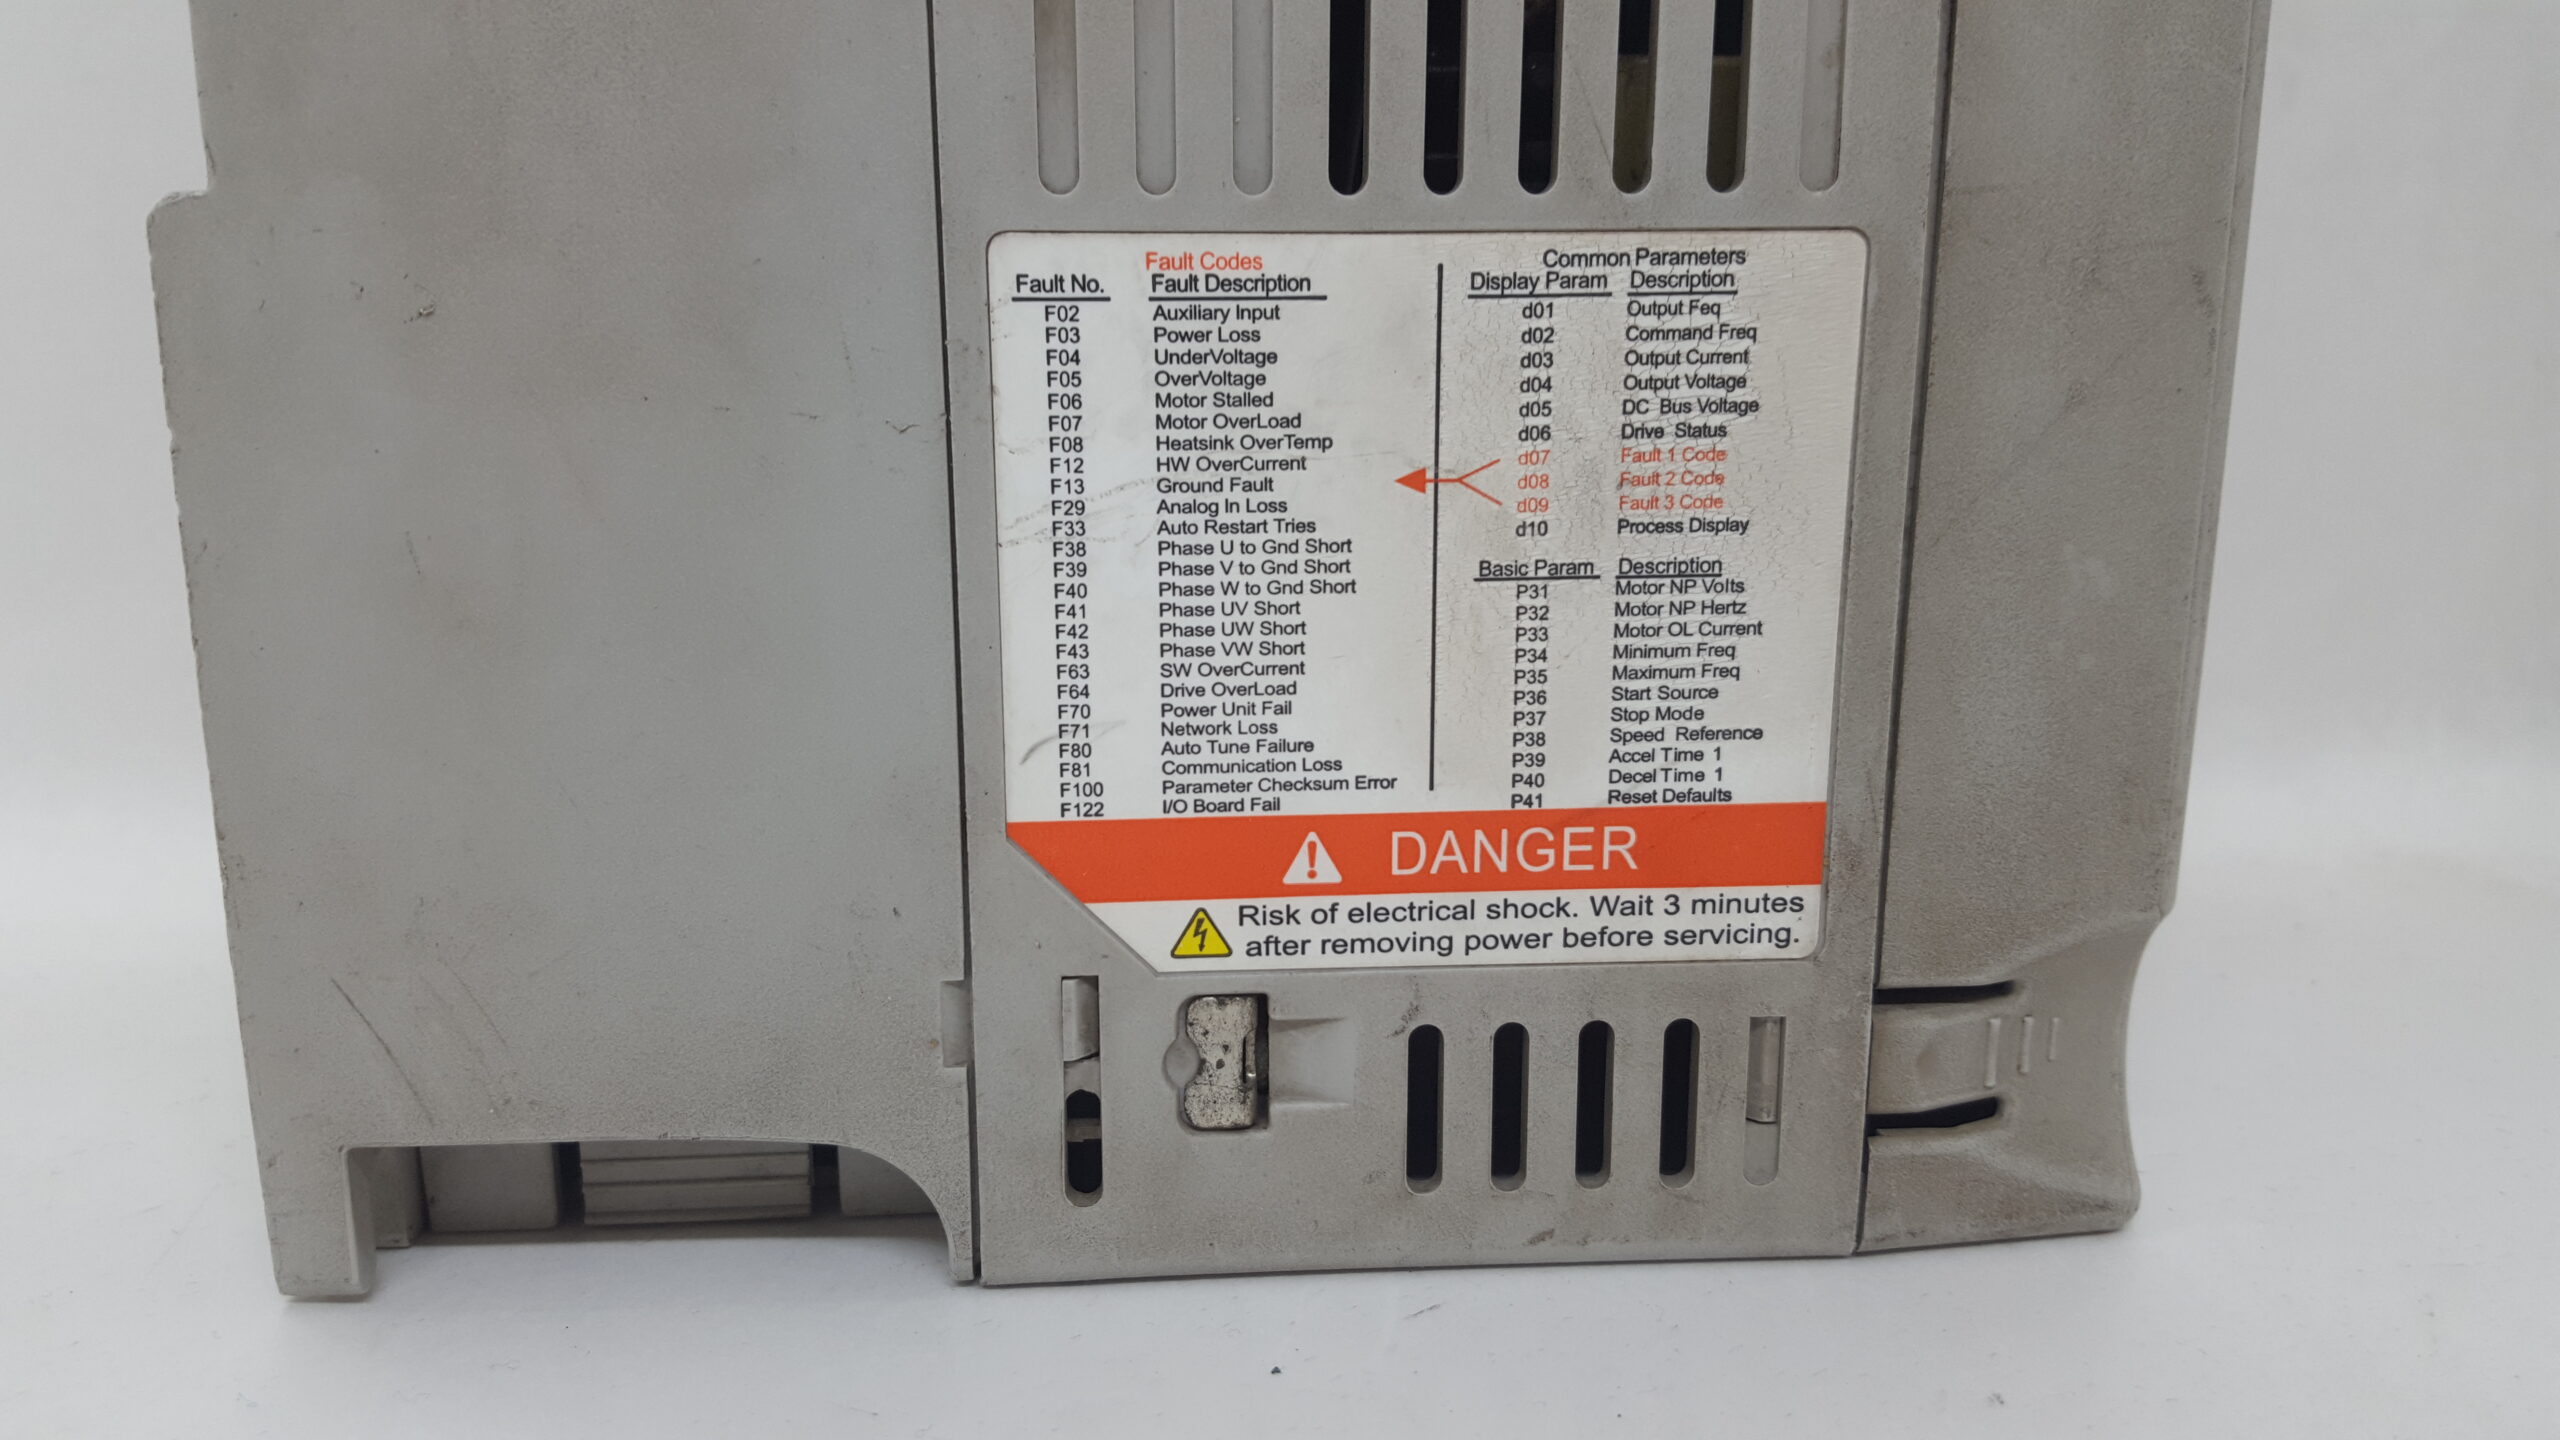 Fault Codes
Fault No. Fault Description
F02 Auxiliary Input
F03 Power Loss
F04 UnderVoltage
F05 OverVoltage
F06 Motor Stalled
F07 Motor OverLoad
F08 Heatsink OverTemp
F12 HW OverCurrent
F13 Ground Fault
F29 Analog In Loss
F33 Auto Restart Tries
F38 Phase U to Gnd Short
F39 Phase V to Gnd Short
F40 Phase W to Gnd Short
F41 Phase UV Short
F42 Phase UW Short
F43 Phase VW Short
F63 SW OverCurrent
F64 Drive OverLoad
F70 Power Unit Fail
F71 Network Loss
F80 Auto Tune Failure
F81 Communication Loss
F100 Parameter Checksum Error
F122 I/O Board Fail
Common Parameters
Display Param Description
d01 Output Feq
d02 Command Freq
d03 Output Current
d04 Output Voltage
d05 DC Bus Voltage
d06 Drive Status
d07 Fault 1 Code
d08 Fault 2 Code
d09 Fault 3 Code
d10 Process Display
Basic Param Description
P31 Motor NP Volts
P32 Motor NP Hertz
P33 Motor OL Current
P34 Minimum Freq
P35 Maximum Freq
P36 Start Source
P37 Stop Mode
P38 Speed Reference
P39 Accel Time 1
P40 Decel Time 1
P41 Reset Defaults
DANGER
Risk of electrical shock. Wait 3 minutes
after removing power before servicing.